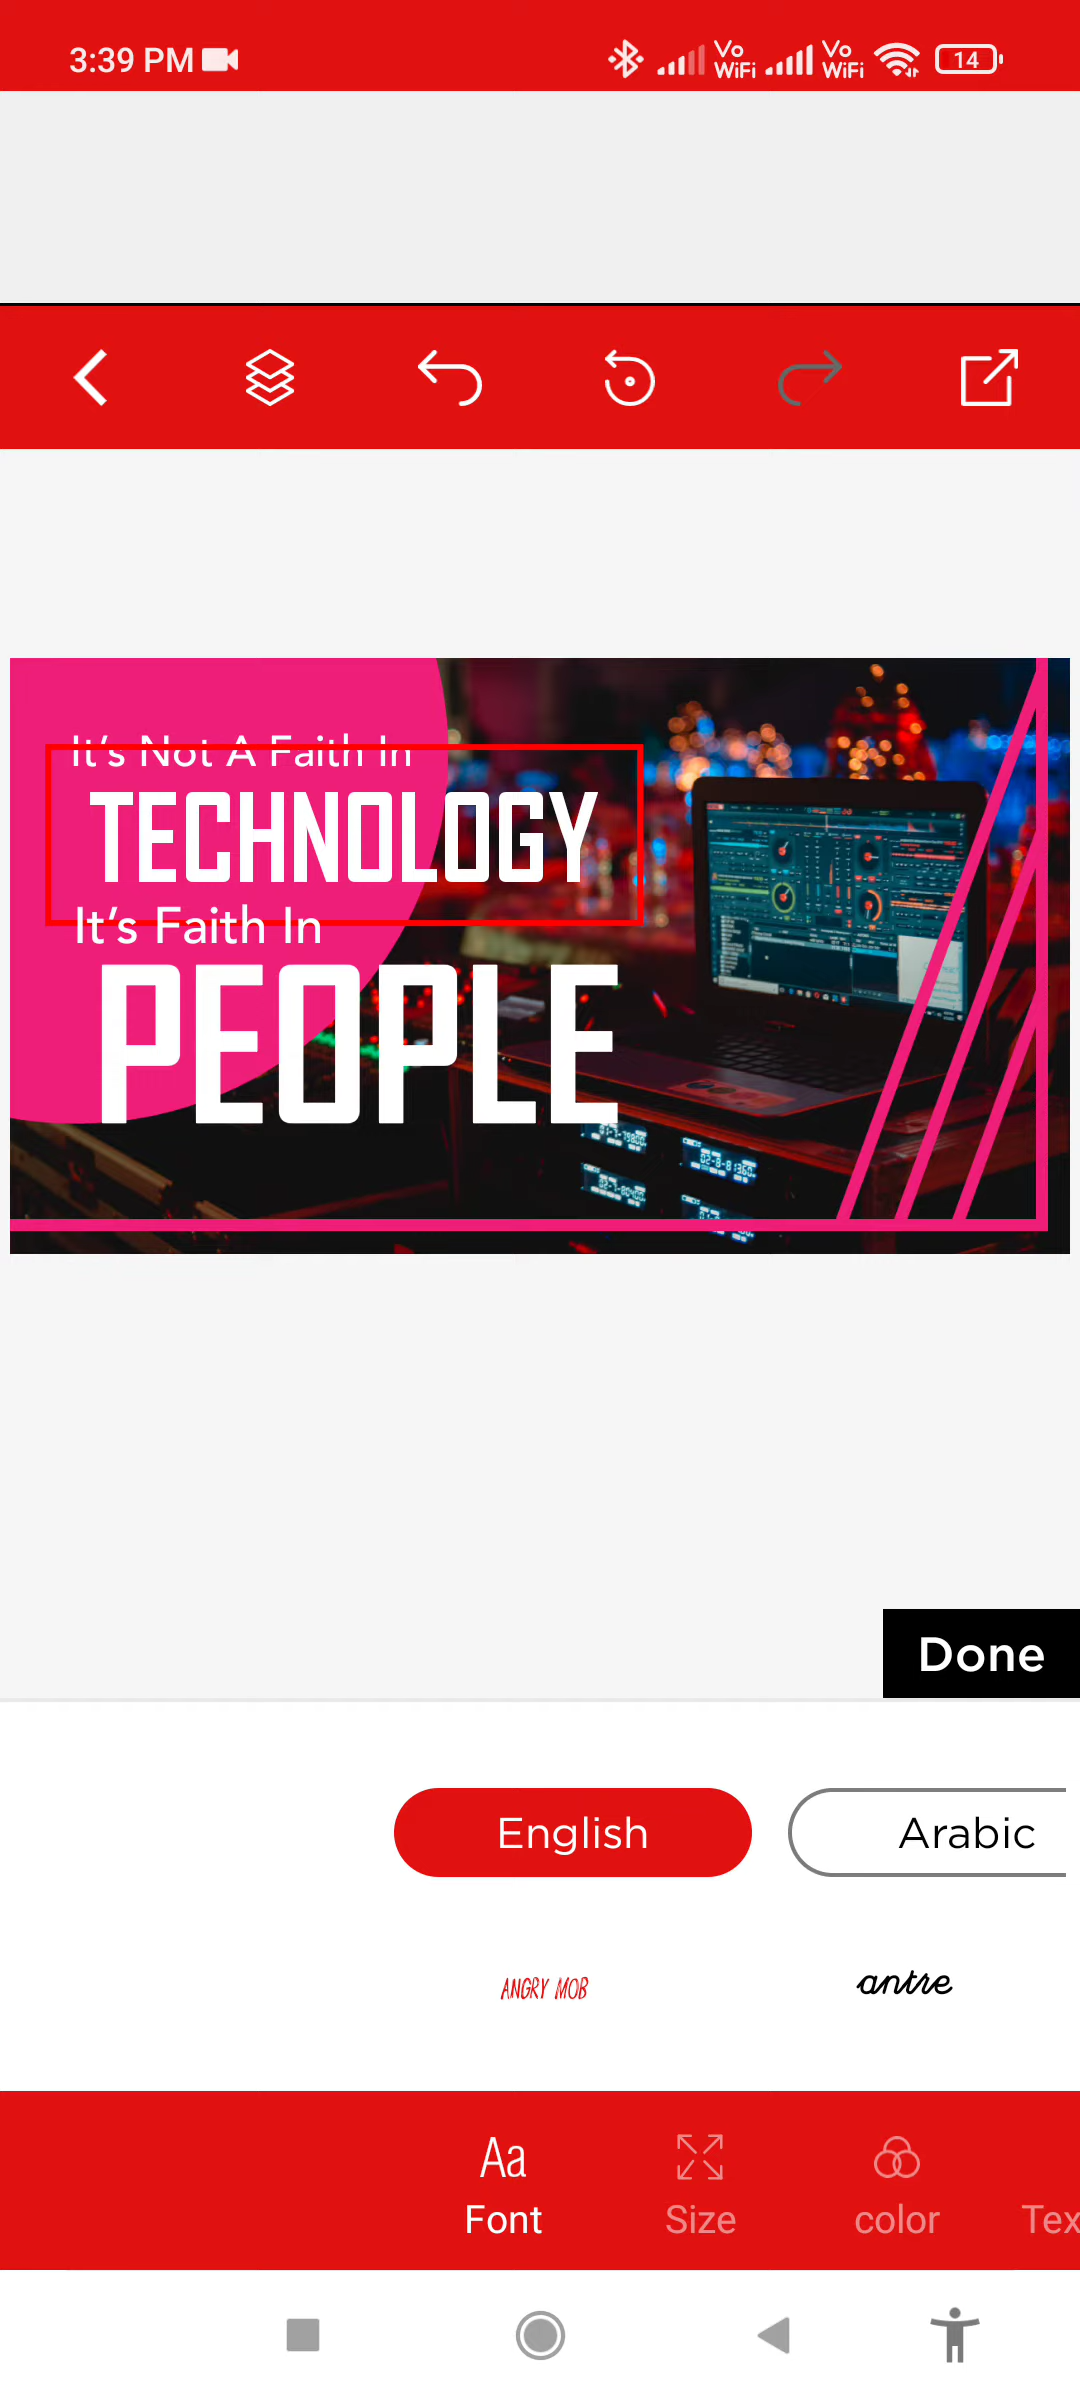 3:39 PM
Vo WiFi
Vo WiFi
14
It's Not A Faith In
TECHNOLOGY
It's Faith In
PEOPLE
Done
English
Arabic
ANGRY MOB
antre
Aa
Font
Size
color
Tex